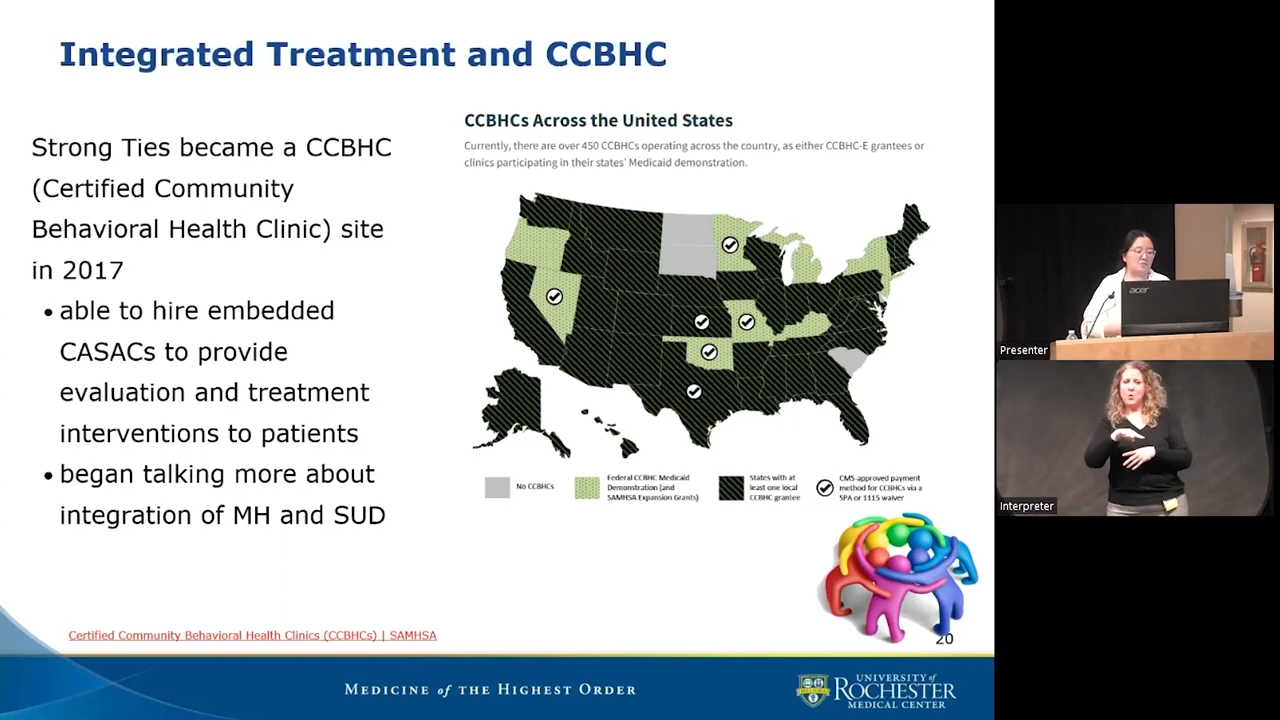 Integrated Treatment and CCBHC
Strong Ties became a CCBHC
(Certified Community
Behavioral Health Clinic) site
in 2017
• able to hire embedded
CASACs to provide
evaluation and treatment
interventions to patients
• began talking more about
integration of MH and SUD
CCBHCs Across the United States
Currently, there are over 450 CCBHCs operating across the country, as either CCBHC-E grantees or
clinics participating in their states' Medicaid demonstration.
No CCBHCs
Federal CCBHC Medicaid
Demonstration (and
SAMHSA Expansion Grants)
States with at
least one local
CCBHC grantee
CMS-approved payment
method for CCBHCs via a
SPA or 1115 waiver
Certified Community Behavioral Health Clinics (CCBHCs) | SAMHSA
20
MEDICINE of THE HIGHEST ORDER
UNIVERSITY of
ROCHESTER
MEDICAL CENTER
acer
Presenter
Interpreter